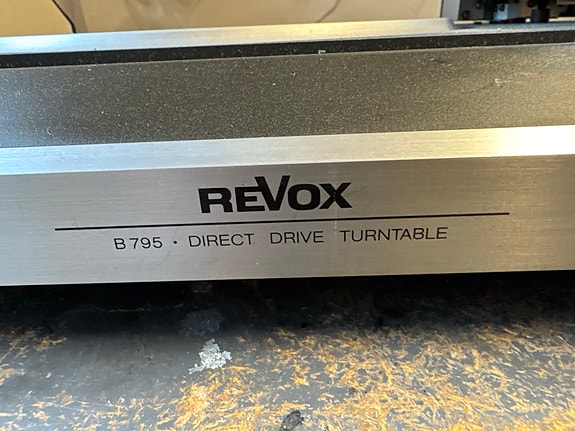 REVOX
B795 · DIRECT DRIVE TURNTABLE